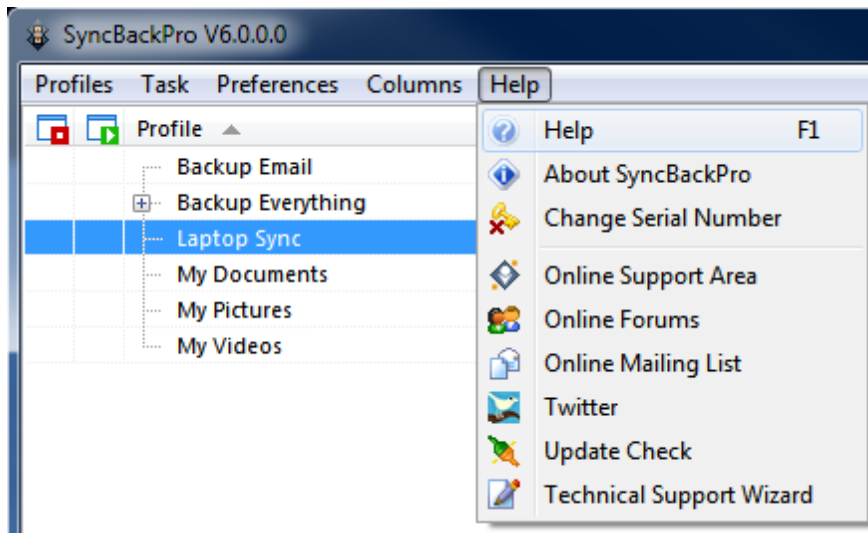 SyncBackPro V6.0.0.0
Profiles Task Preferences Columns Help
Profile
Backup Email
Backup Everything
Laptop Sync
My Documents
My Pictures
My Videos
Help F1
About SyncBackPro
Change Serial Number
Online Support Area
Online Forums
Online Mailing List
Twitter
Update Check
Technical Support Wizard